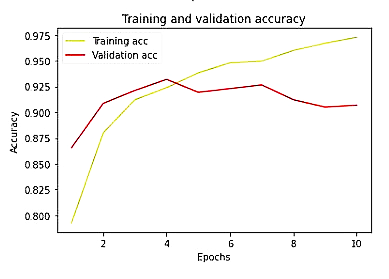 Training and validation accuracy
Training acc
Validation acc
Accuracy
0.975
0.950
0.925
0.900
0.875
0.850
0.825
0.800
2 4 6 8 10
Epochs